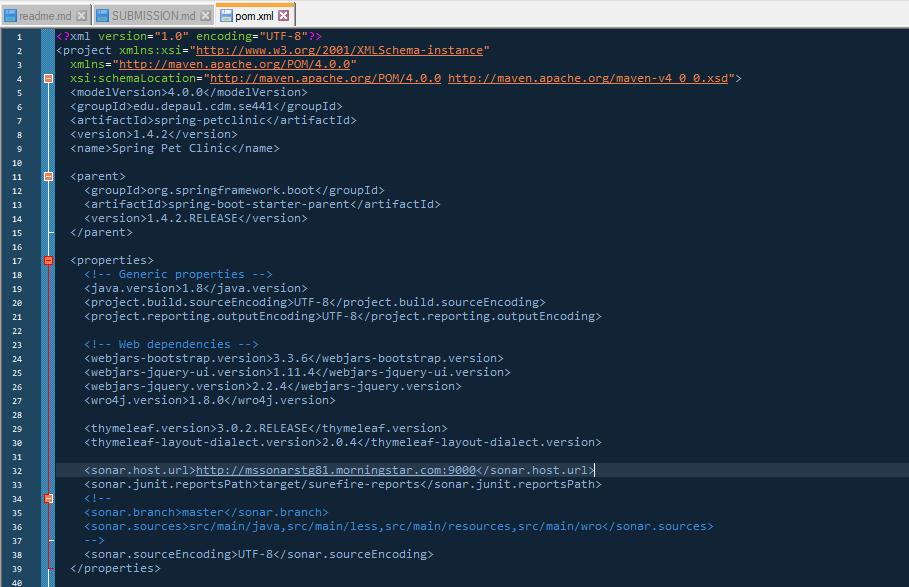 readme.md SUBMISSION.md pom.xml
1 <?xml version="1.0" encoding="UTF-8"?>
2 <project xmlns:xsi="http://www.w3.org/2001/XMLSchema-instance"
3 xmlns="http://maven.apache.org/POM/4.0.0"
4 xsi:schemaLocation="http://maven.apache.org/POM/4.0.0 http://maven.apache.org/maven-v4_0_0.xsd">
5 <modelVersion>4.0.0</modelVersion>
6 <groupId>edu.depaul.cdm.se441</groupId>
7 <artifactId>spring-petclinic</artifactId>
8 <version>1.4.2</version>
9 <name>Spring Pet Clinic</name>
10
11 <parent>
12 <groupId>org.springframework.boot</groupId>
13 <artifactId>spring-boot-starter-parent</artifactId>
14 <version>1.4.2.RELEASE</version>
15 </parent>
16
17 <properties>
18 <!-- Generic properties -->
19 <java.version>1.8</java.version>
20 <project.build.sourceEncoding>UTF-8</project.build.sourceEncoding>
21 <project.reporting.outputEncoding>UTF-8</project.reporting.outputEncoding>
22
23 <!-- Web dependencies -->
24 <webjars-bootstrap.version>3.3.6</webjars-bootstrap.version>
25 <webjars-jquery-ui.version>1.11.4</webjars-jquery-ui.version>
26 <webjars-jquery.version>2.2.4</webjars-jquery.version>
27 <wro4j.version>1.8.0</wro4j.version>
28
29 <thymeleaf.version>3.0.2.RELEASE</thymeleaf.version>
30 <thymeleaf-layout-dialect.version>2.0.4</thymeleaf-layout-dialect.version>
31
32 <sonar.host.url>http://mssonarstg81.morningstar.com:9000</sonar.host.url>
33 <sonar.junit.reportsPath>target/surefire-reports</sonar.junit.reportsPath>
34 <!--
35 <sonar.branch>master</sonar.branch>
36 <sonar.sources>src/main/java,src/main/less,src/main/resources,src/main/wro</sonar.sources>
37 -->
38 <sonar.sourceEncoding>UTF-8</sonar.sourceEncoding>
39 </properties>
40